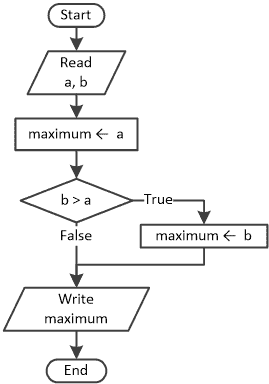 Start
Read
a, b
maximum ← a
b > a
True
False
maximum ← b
Write
maximum
End